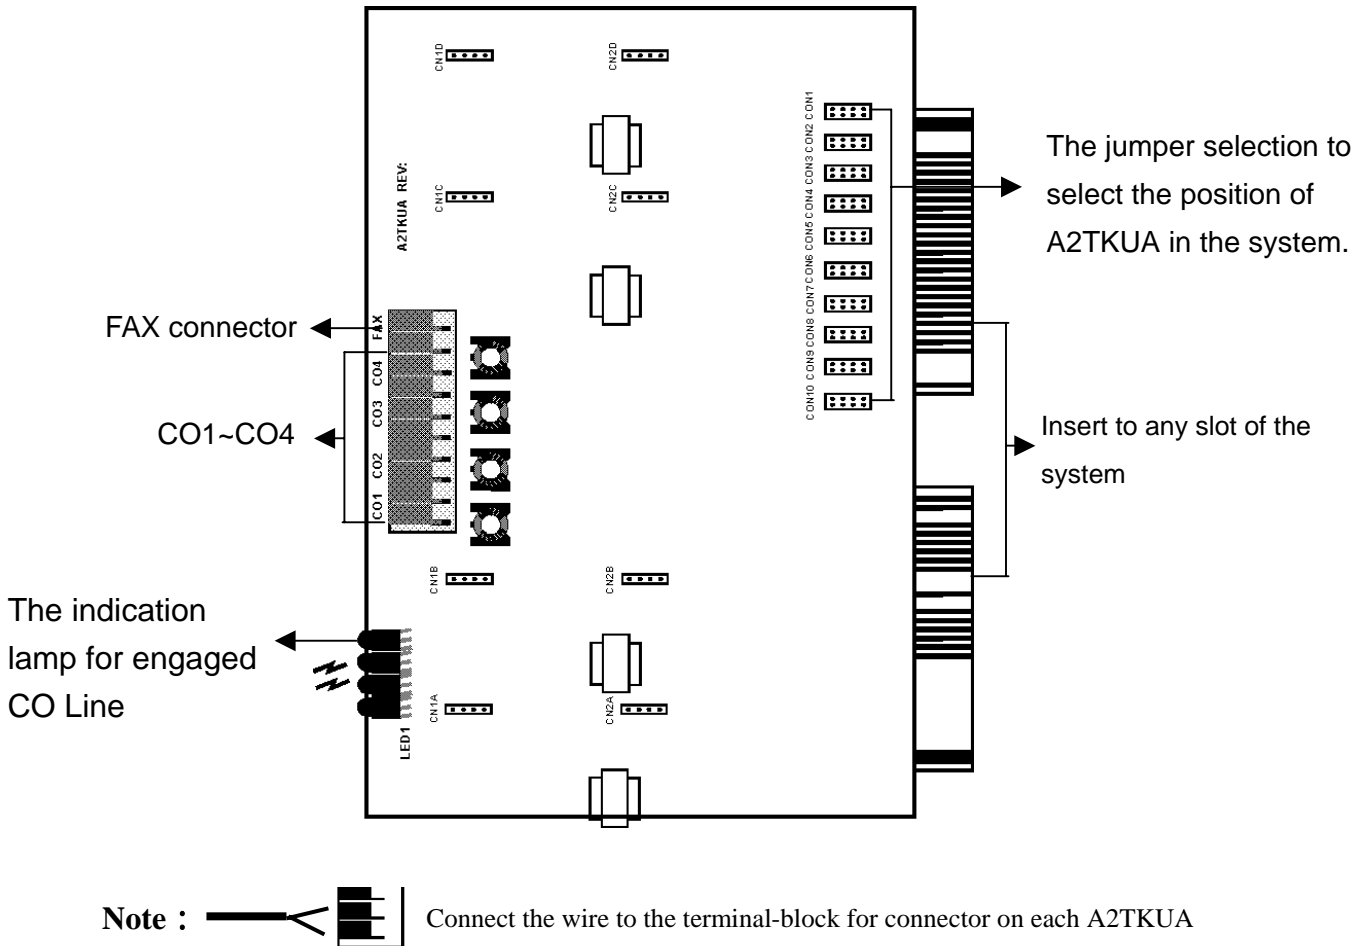 CN1D
CN2D
CON1
CON2
CON3
CON4
CON5
CON6
CON7
CON8
CON9
CON10
The jumper selection to
select the position of
A2TKUA in the system.
A2TKUA REV:
CN1C
CN2C
FAX connector
FAX
CO4
CO3
CO2
CO1
CO1~CO4
Insert to any slot of the
system
CN1B
CN2B
The indication
lamp for engaged
CO Line
CN1A
CN2A
LED1
Note : Connect the wire to the terminal-block for connector on each A2TKUA